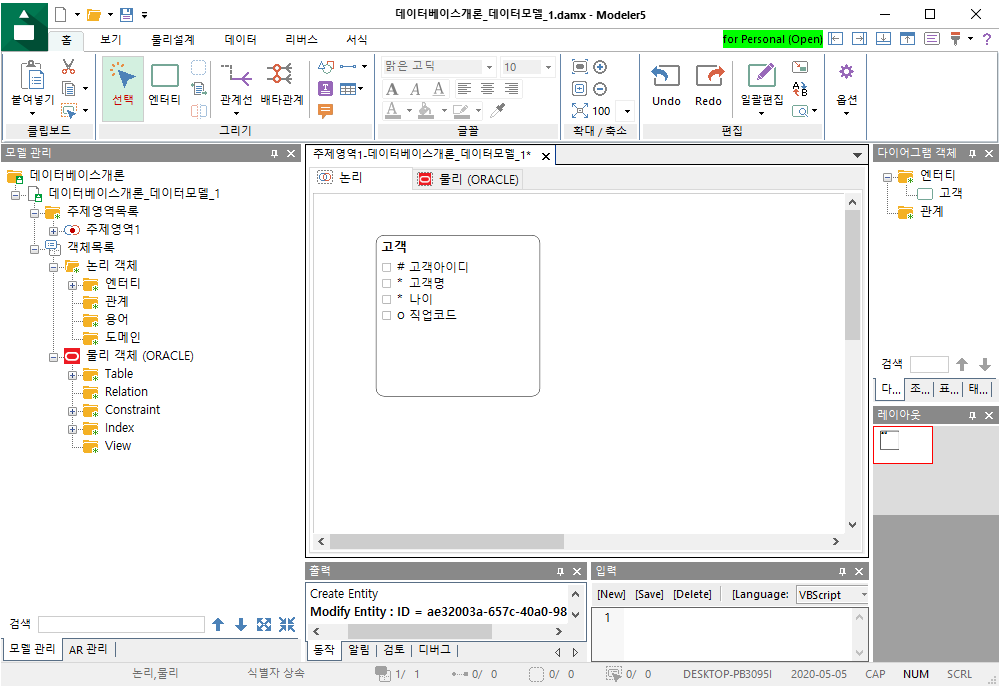 데이터베이스개론_데이터모델_1.damx - Modeler5
홈 보기 물리설계 데이터 리버스 서식 for Personal (Open)
붙여넣기 선택 엔터티 관계선 배타관계 맑은 고딕 10 100 Undo Redo 일괄편집 옵션
클립보드 그리기 글꼴 확대 / 축소 편집
모델 관리
데이터베이스개론
데이터베이스개론_데이터모델_1
주제영역목록
주제영역1
객체목록
논리 객체
엔터티
관계
용어
도메인
물리 객체 (ORACLE)
Table
Relation
Constraint
Index
View
검색
모델 관리 AR 관리
주제영역1-데이터베이스개론_데이터모델_1*
논리 물리 (ORACLE)
고객
# 고객아이디
* 고객명
* 나이
o 직업코드
다이어그램 객체
엔터티
고객
관계
검색
다... 조... 표... 태...
레이아웃
출력
Create Entity
Modify Entity : ID = ae32003a-657c-40a0-98
동작 알림 검토 디버그
입력
[New] [Save] [Delete] [Language: VBScript
1
논리,물리 식별자 상속 1/ 1 0/ 0 0/ 0 0/ 0 DESKTOP-PB3095I 2020-05-05 CAP NUM SCRL